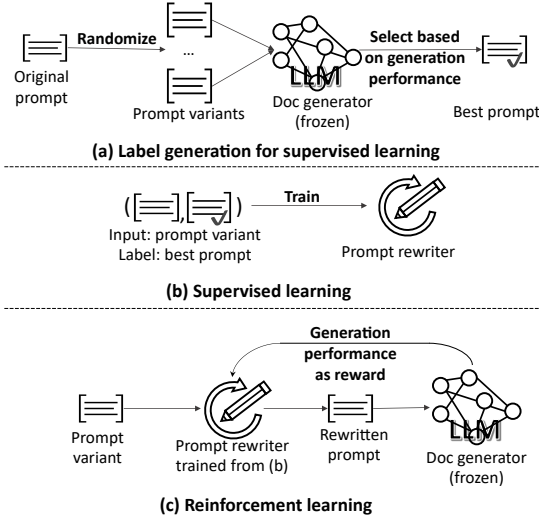 Original
prompt
Randomize
...
Prompt variants
LLM
Doc generator
(frozen)
Select based
on generation
performance
Best prompt
(a) Label generation for supervised learning
( , )
Input: prompt variant
Label: best prompt
Train
Prompt rewriter
(b) Supervised learning
Generation
performance
as reward
Prompt
variant
Prompt rewriter
trained from (b)
Rewritten
prompt
LLM
Doc generator
(frozen)
(c) Reinforcement learning